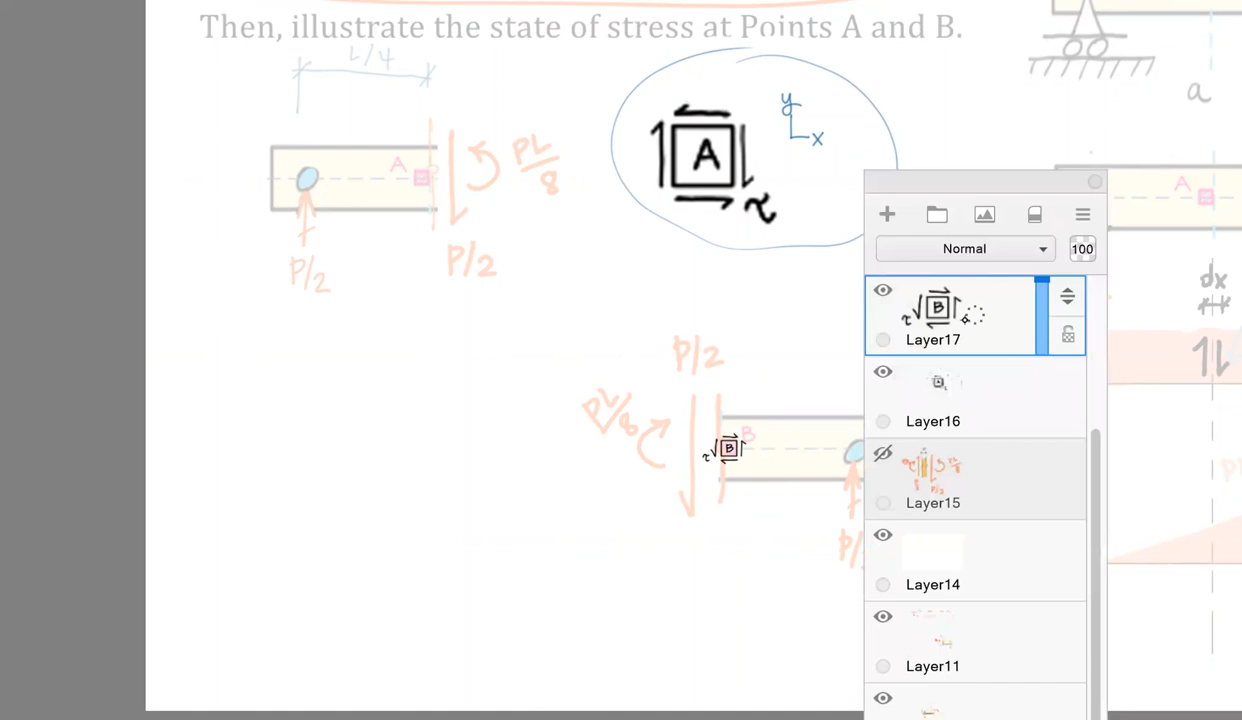 Then, illustrate the state of stress at Points A and B.
L/4
A
PL/8
P/2
P/2
A
τ
y
x
a
A
dx
Normal
100
B
τ
Layer17
A
Layer16
Layer15
Layer14
Layer11
P/2
PL/8
τ
B
B